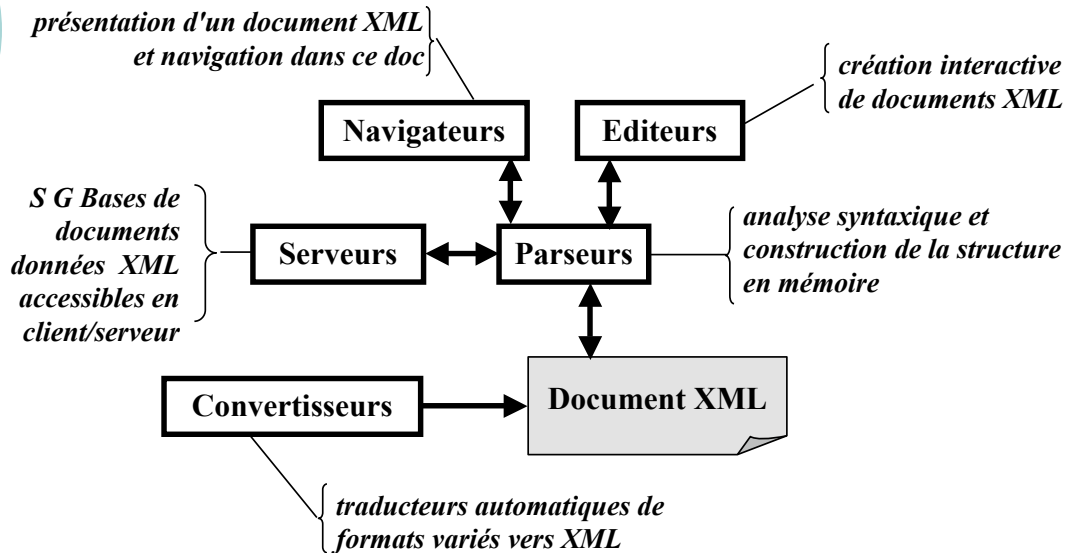 présentation d'un document XML
et navigation dans ce doc
création interactive
de documents XML
Navigateurs
Editeurs
S G Bases de
documents
données XML
accessibles en
client/serveur
Serveurs
Parseurs
analyse syntaxique et
construction de la structure
en mémoire
Convertisseurs
Document XML
traducteurs automatiques de
formats variés vers XML